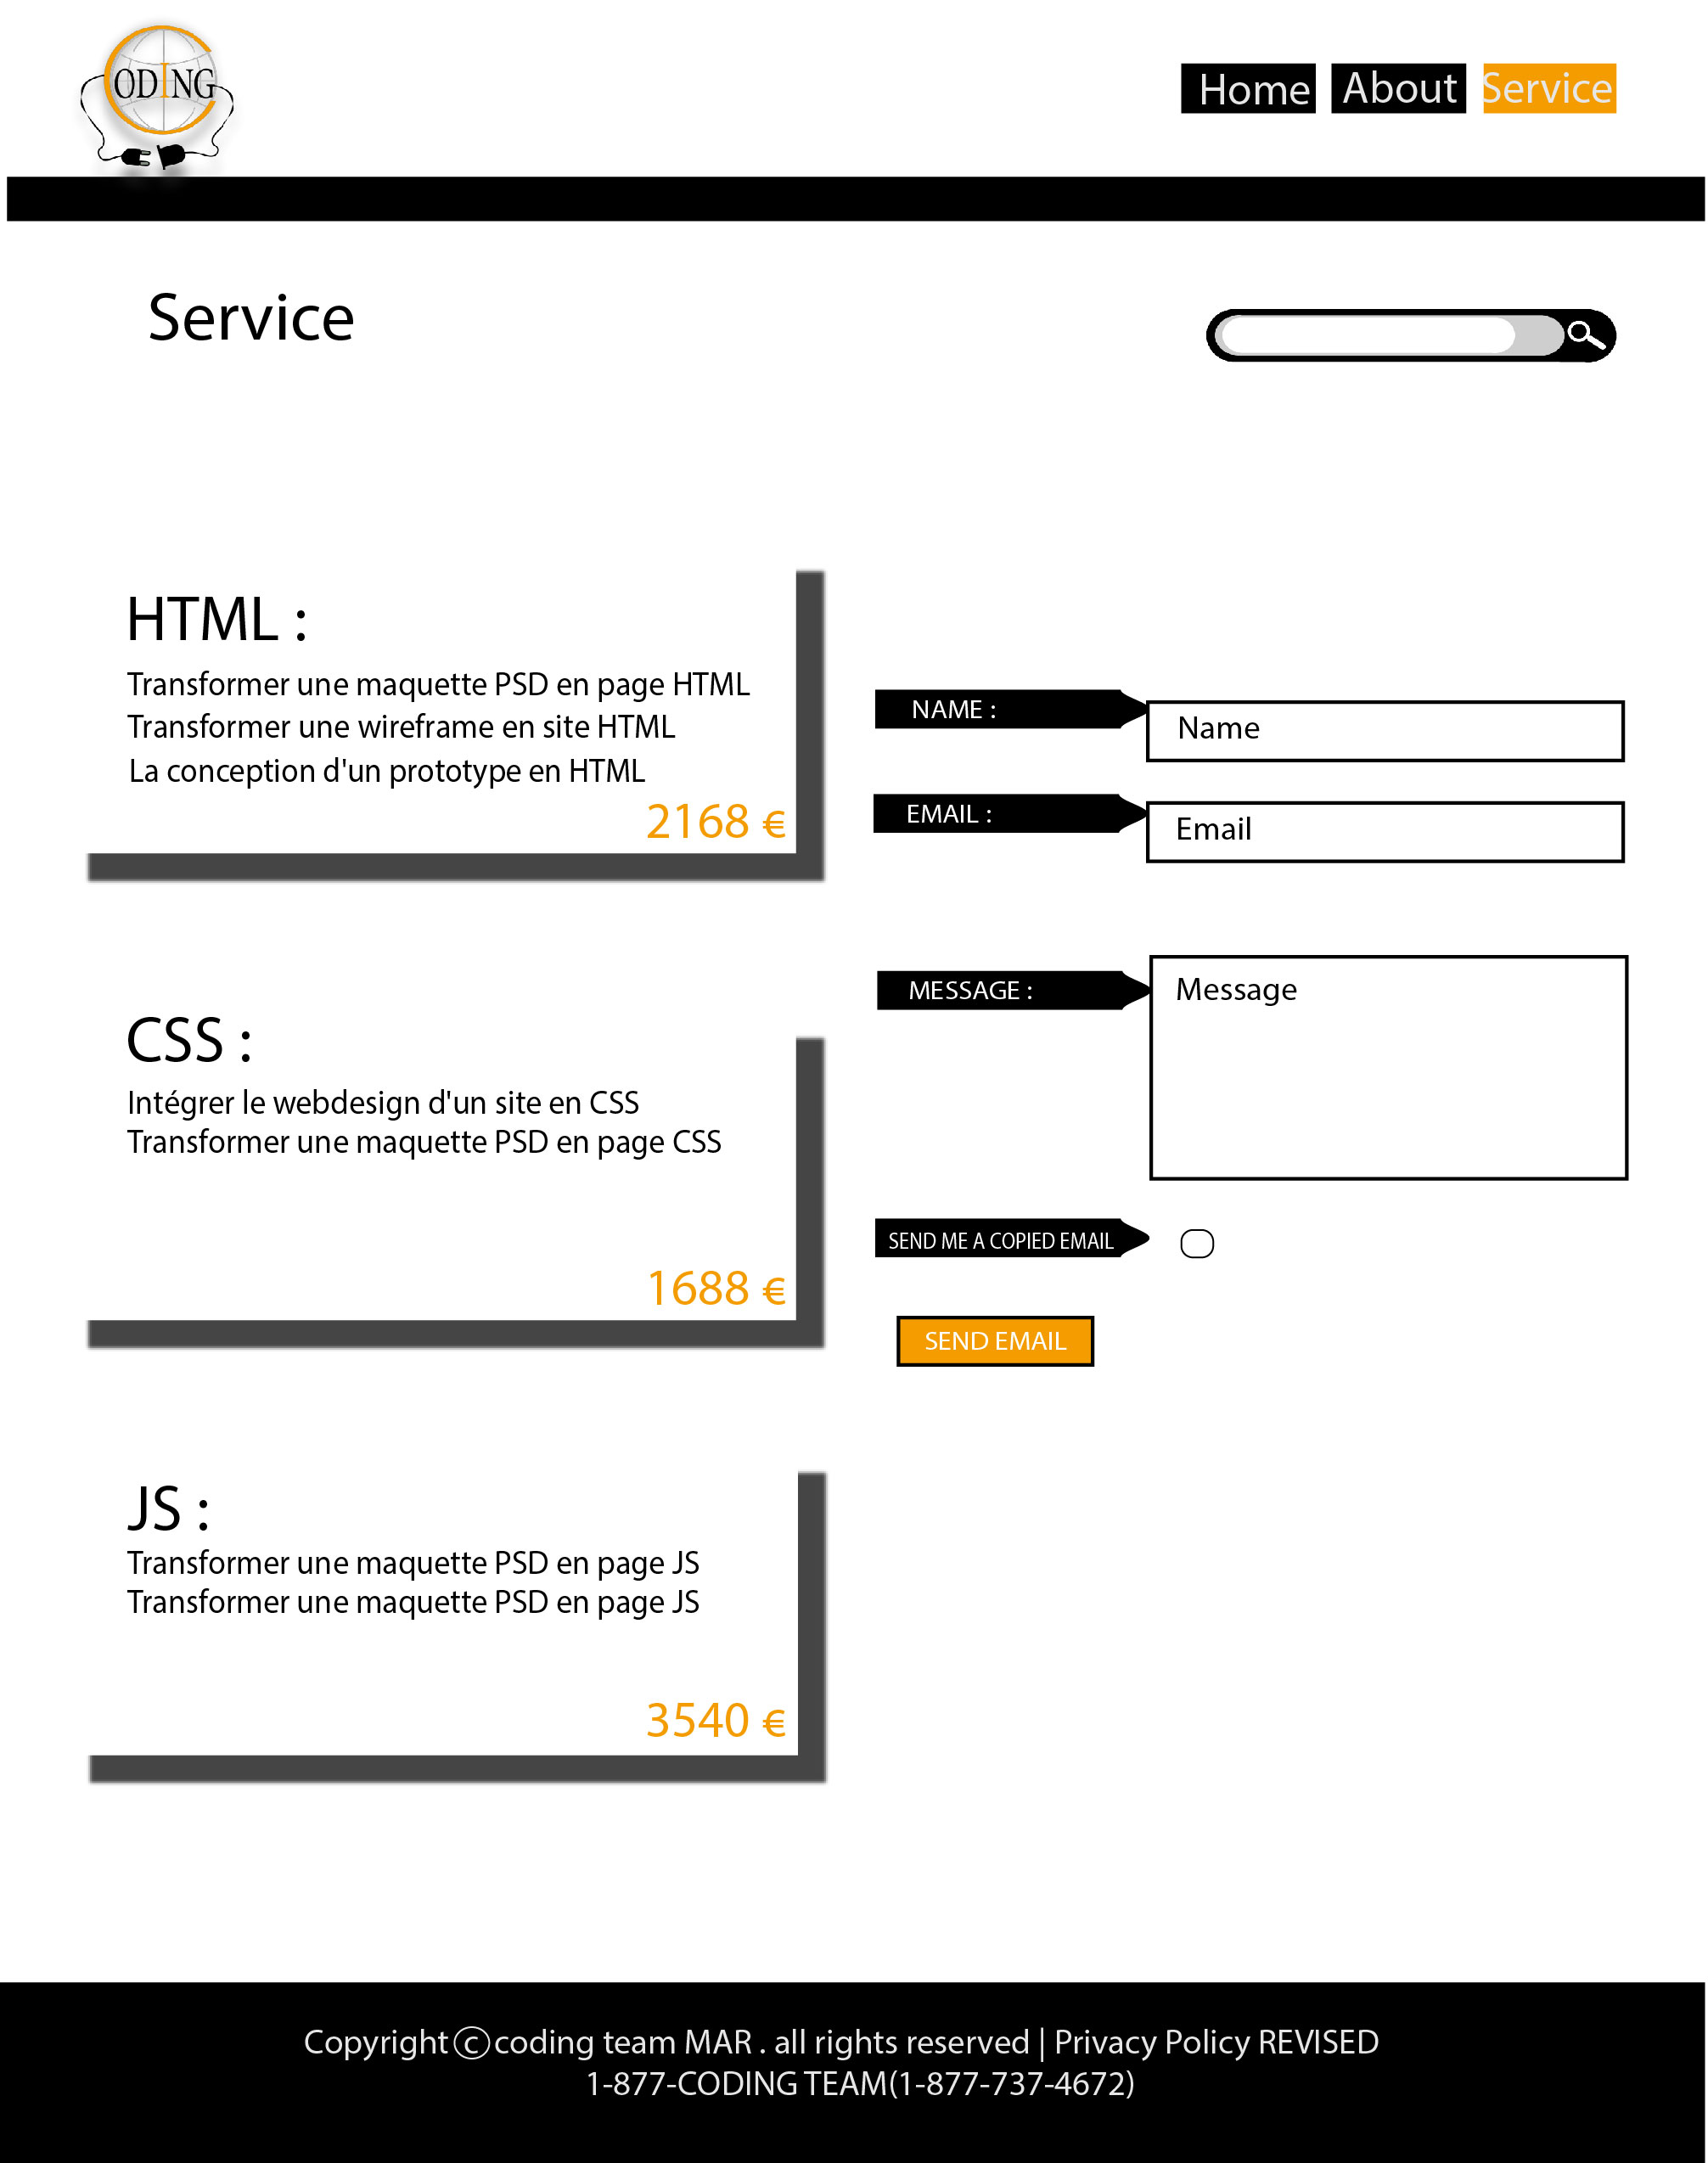 CODING
Home About Service
Service
HTML :
Transformer une maquette PSD en page HTML
Transformer une wireframe en site HTML
La conception d'un prototype en HTML
2168 €
CSS :
Intégrer le webdesign d'un site en CSS
Transformer une maquette PSD en page CSS
1688 €
JS :
Transformer une maquette PSD en page JS
Transformer une maquette PSD en page JS
3540 €
NAME :
Name
EMAIL :
Email
MESSAGE :
Message
SEND ME A COPIED EMAIL
SEND EMAIL
Copyright © coding team MAR . all rights reserved | Privacy Policy REVISED
1-877-CODING TEAM(1-877-737-4672)